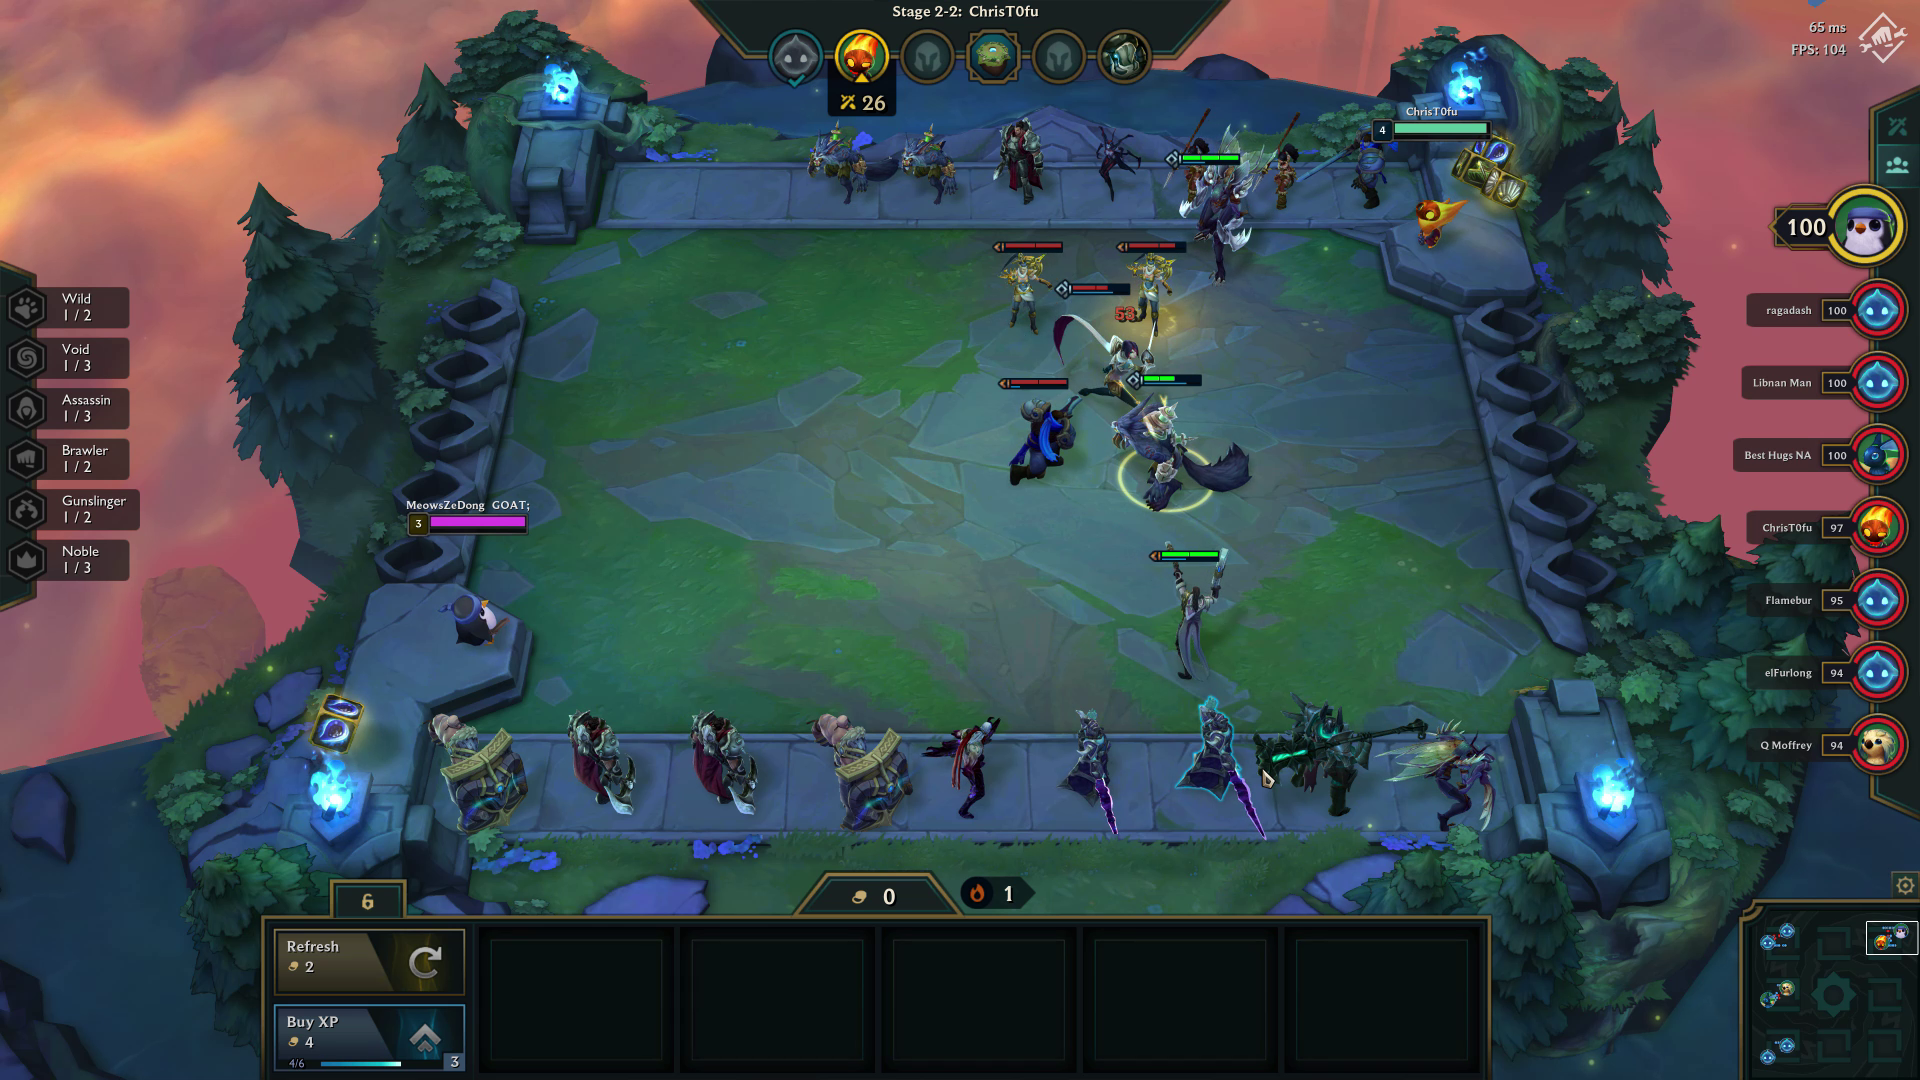 Stage 2-2: ChrisT0fu
65 ms
FPS: 104
26
ChrisT0fu
4
100
Wild
1 / 2
Void
1 / 3
Assassin
1 / 3
Brawler
1 / 2
Gunslinger
1 / 2
Noble
1 / 3
ragadash 100
Libnan Man 100
Best Hugs NA 100
ChrisT0fu 97
Flamebur 95
elFurlong 94
Q Moffrey 94
53
MeowsZeDong GOAT;
3
6
0
1
Refresh
2
Buy XP
4
4/6
3